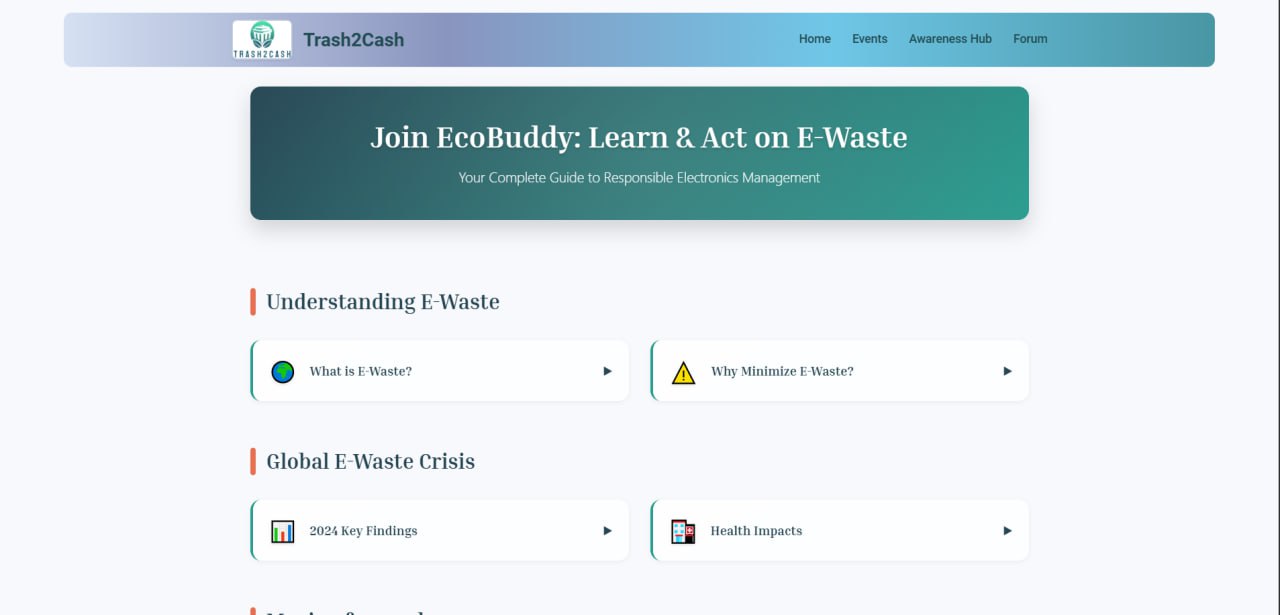 TRASH2CASH
Trash2Cash
Home Events Awareness Hub Forum
Join EcoBuddy: Learn & Act on E-Waste
Your Complete Guide to Responsible Electronics Management
Understanding E-Waste
What is E-Waste?
Why Minimize E-Waste?
Global E-Waste Crisis
2024 Key Findings
Health Impacts